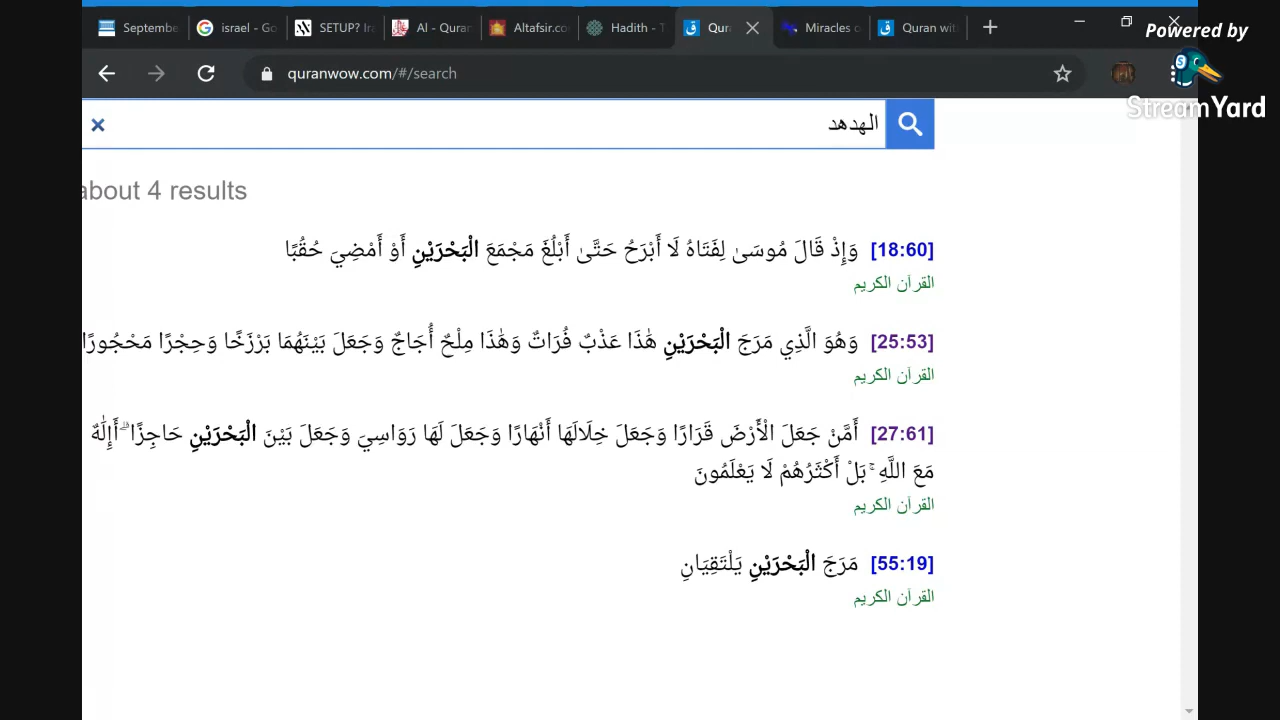 Septembe
israel - Go
SETUP? Ira
Al - Quran
Altafsir.co
Hadith - T
Qur
Miracles o
Quran wit
Powered by
quranwow.com/#/search
StreamYard
الهدهد
about 4 results
[18:60] وَإِذْ قَالَ مُوسَىٰ لِفَتَاهُ لَا أَبْرَحُ حَتَّىٰ أَبْلُغَ مَجْمَعَ الْبَحْرَيْنِ أَوْ أَمْضِيَ حُقُبًا
القرآن الكريم
[25:53] وَهُوَ الَّذِي مَرَجَ الْبَحْرَيْنِ هَٰذَا عَذْبٌ فُرَاتٌ وَهَٰذَا مِلْحٌ أُجَاجٌ وَجَعَلَ بَيْنَهُمَا بَرْزَخًا وَحِجْرًا مَحْجُورًا
القرآن الكريم
[27:61] أَمَّنْ جَعَلَ الْأَرْضَ قَرَارًا وَجَعَلَ خِلَالَهَا أَنْهَارًا وَجَعَلَ لَهَا رَوَاسِيَ وَجَعَلَ بَيْنَ الْبَحْرَيْنِ حَاجِزًا ۗ أَإِلَٰهٌ
مَعَ اللَّهِ ۚ بَلْ أَكْثَرُهُمْ لَا يَعْلَمُونَ
القرآن الكريم
[55:19] مَرَجَ الْبَحْرَيْنِ يَلْتَقِيَانِ
القرآن الكريم